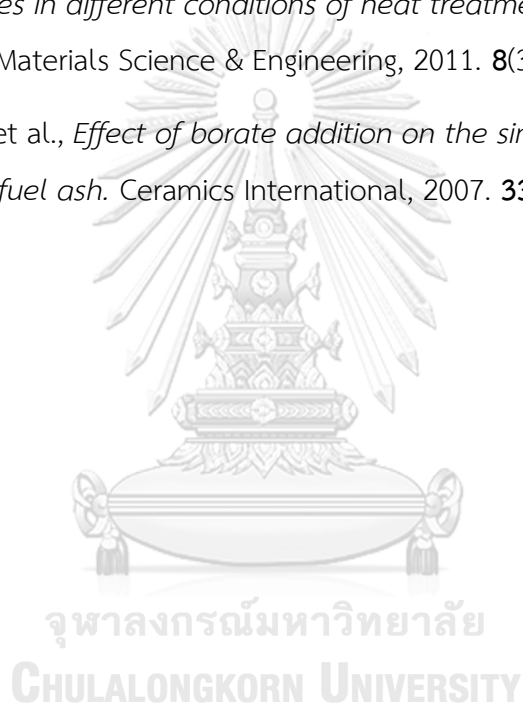 es in different conditions of heat treatme
Materials Science & Engineering, 2011. 8(3
et al., Effect of borate addition on the sin
fuel ash. Ceramics International, 2007. 33
จุฬาลงกรณ์มหาวิทยาลัย
CHULALONGKORN UNIVERSITY